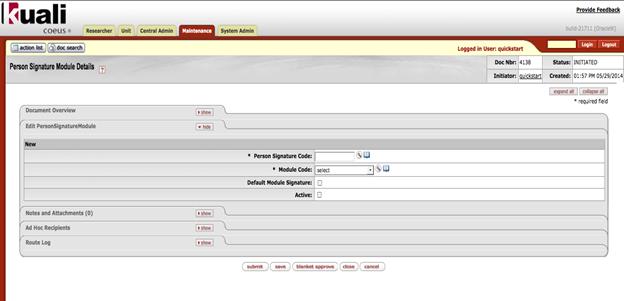 Kuali
coeus
Provide Feedback
Researcher Unit Central Admin Maintenance System Admin
action list doc search
Logged in User: quickstart
Login Logout
Person Signature Module Details ?
Doc Nbr: 4138 Status: INITIATED
Initiator: quickstart Created: 01:57 PM 05/29/2014
expand all collapse all
* required field
Document Overview show
Edit PersonSignatureModule hide
New
* Person Signature Code:
* Module Code: select
Default Module Signature:
Active:
Notes and Attachments (0) show
Ad Hoc Recipients show
Route Log show
submit save blanket approve close cancel